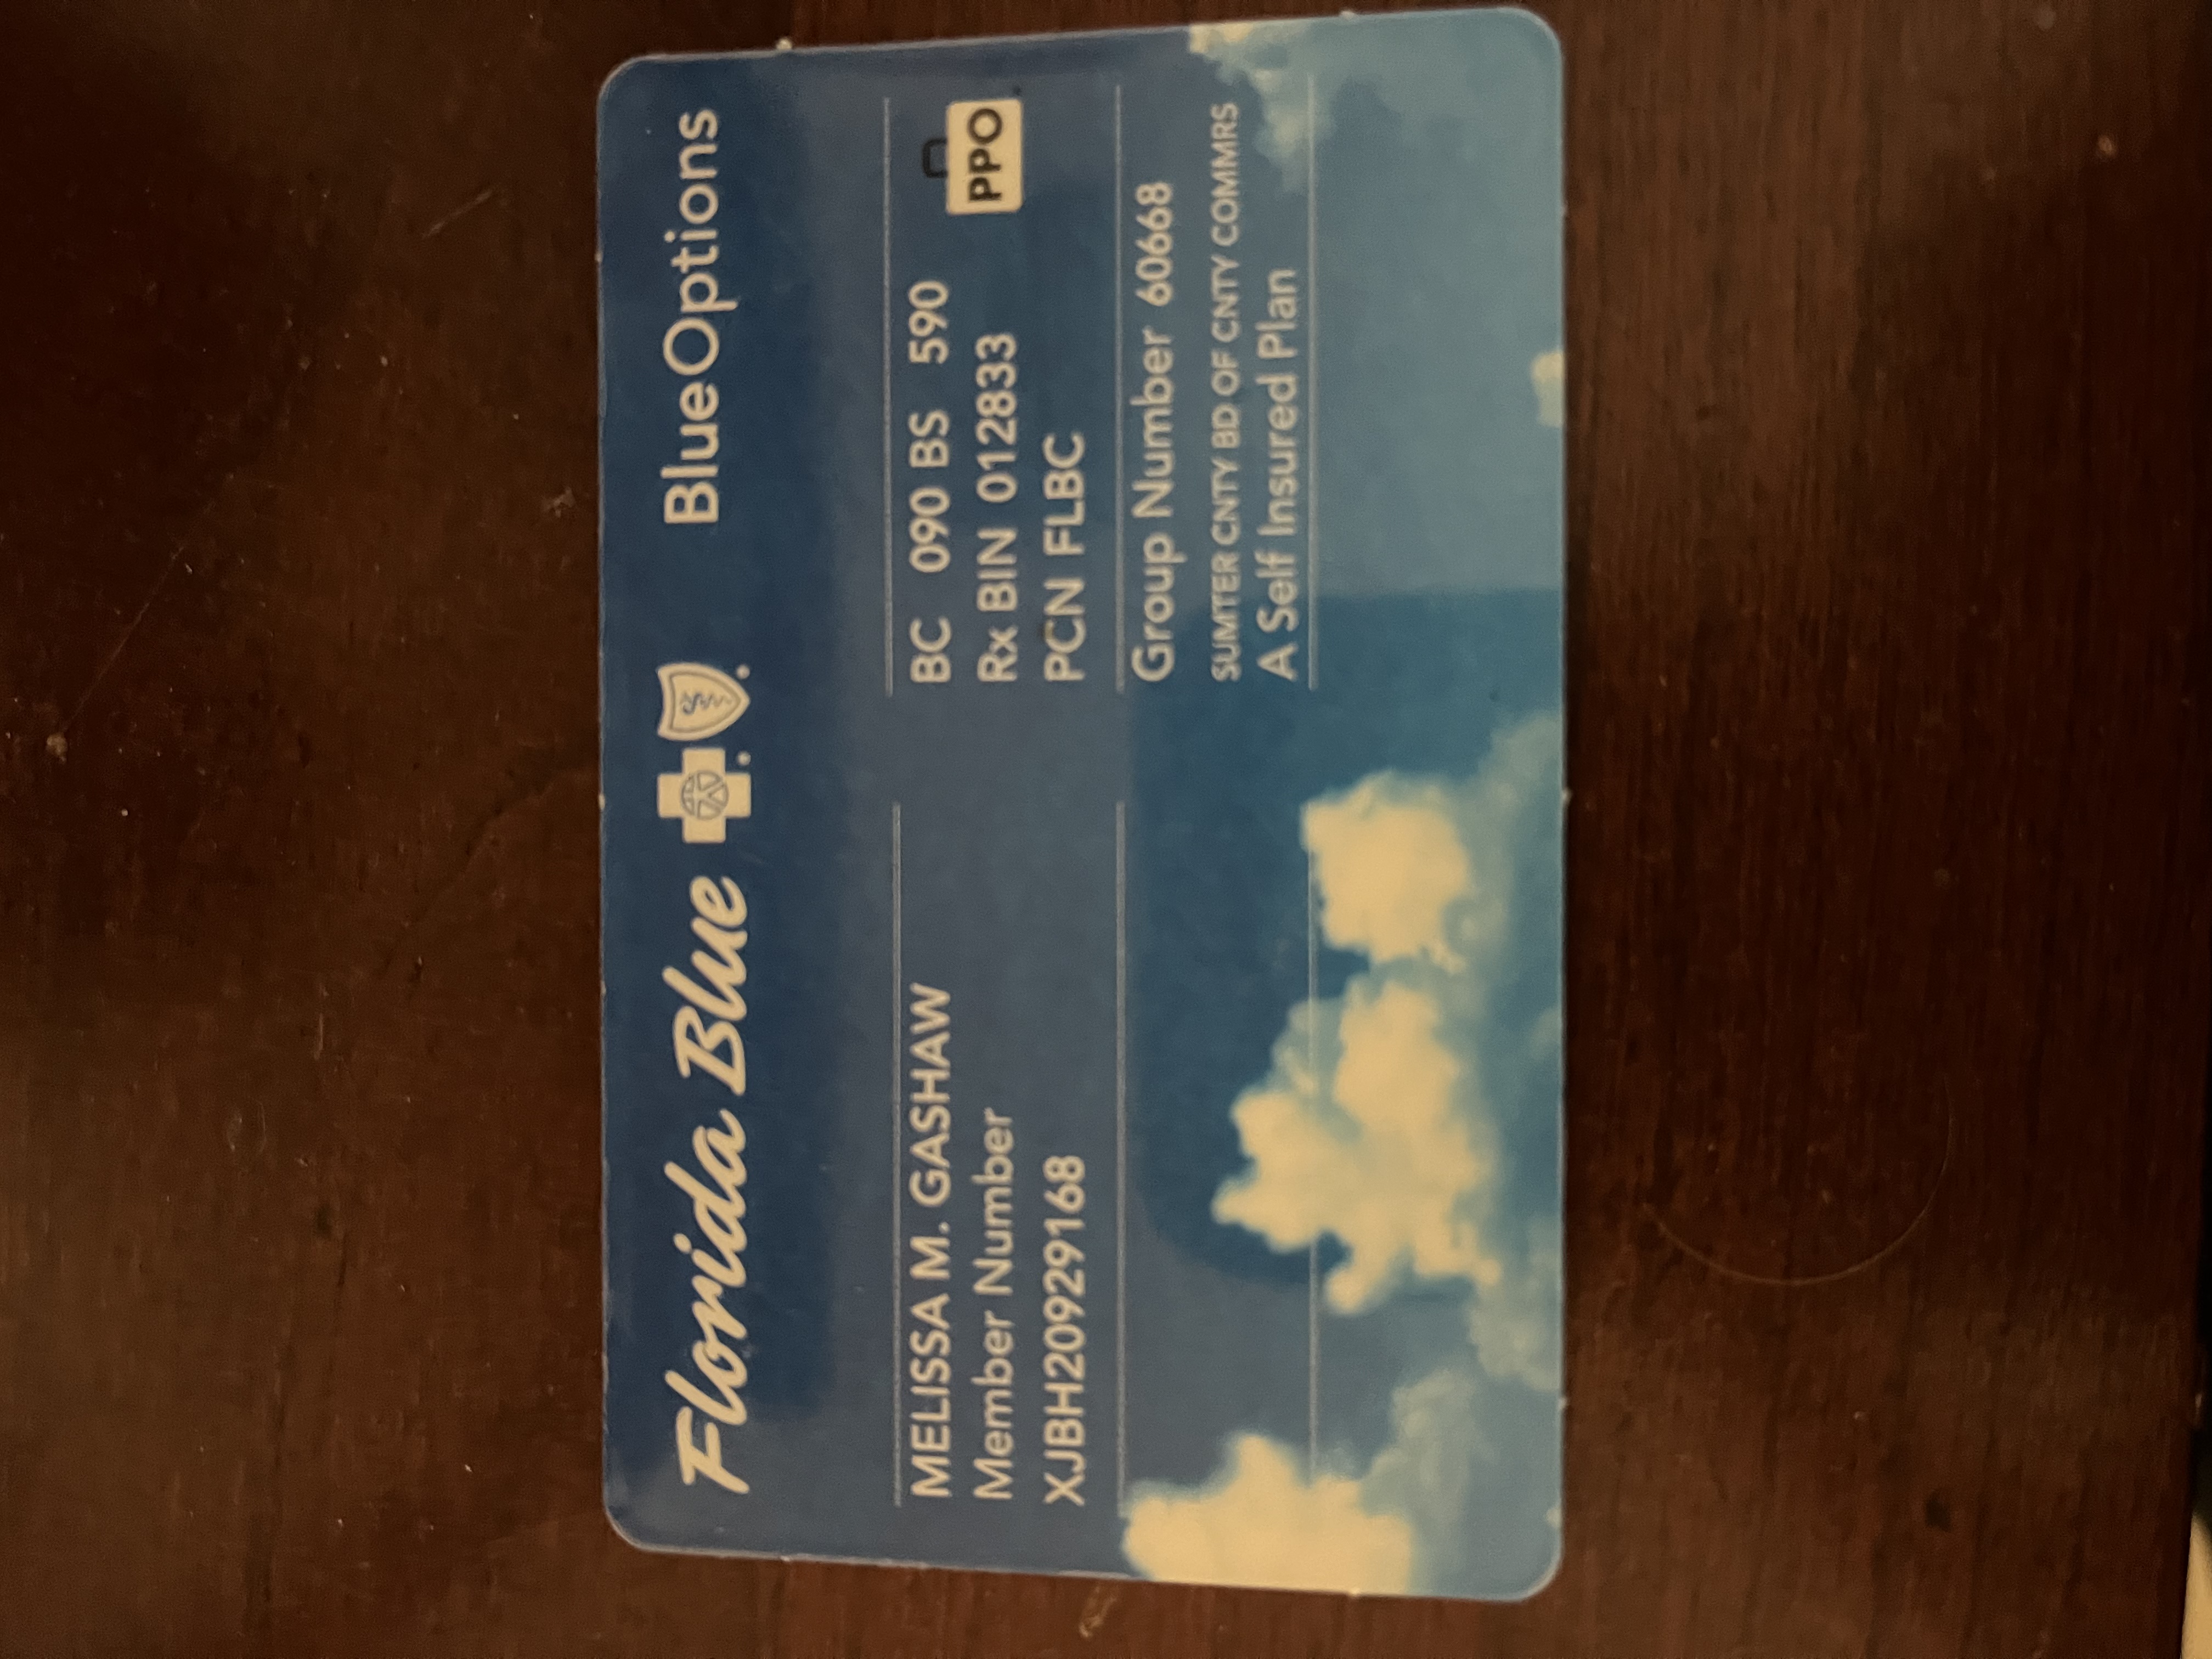 Florida Blue
BlueOptions
MELISSA M. GASHAW
Member Number
XJBH20929168
BC 090 BS 590
Rx BIN 012833
PCN FLBC
PPO
Group Number 60668
SUMTER CNTY BD OF CNTY COMMRS
A Self Insured Plan